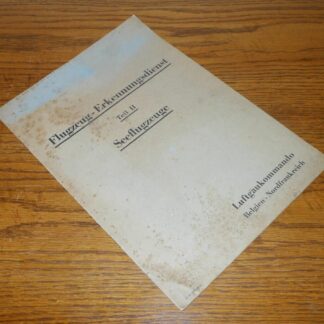 Flugzeug-Erkennungsdienst
Teil II
Seeflugzeuge
Luftgaukommando
Belgien-Nordfrankreich